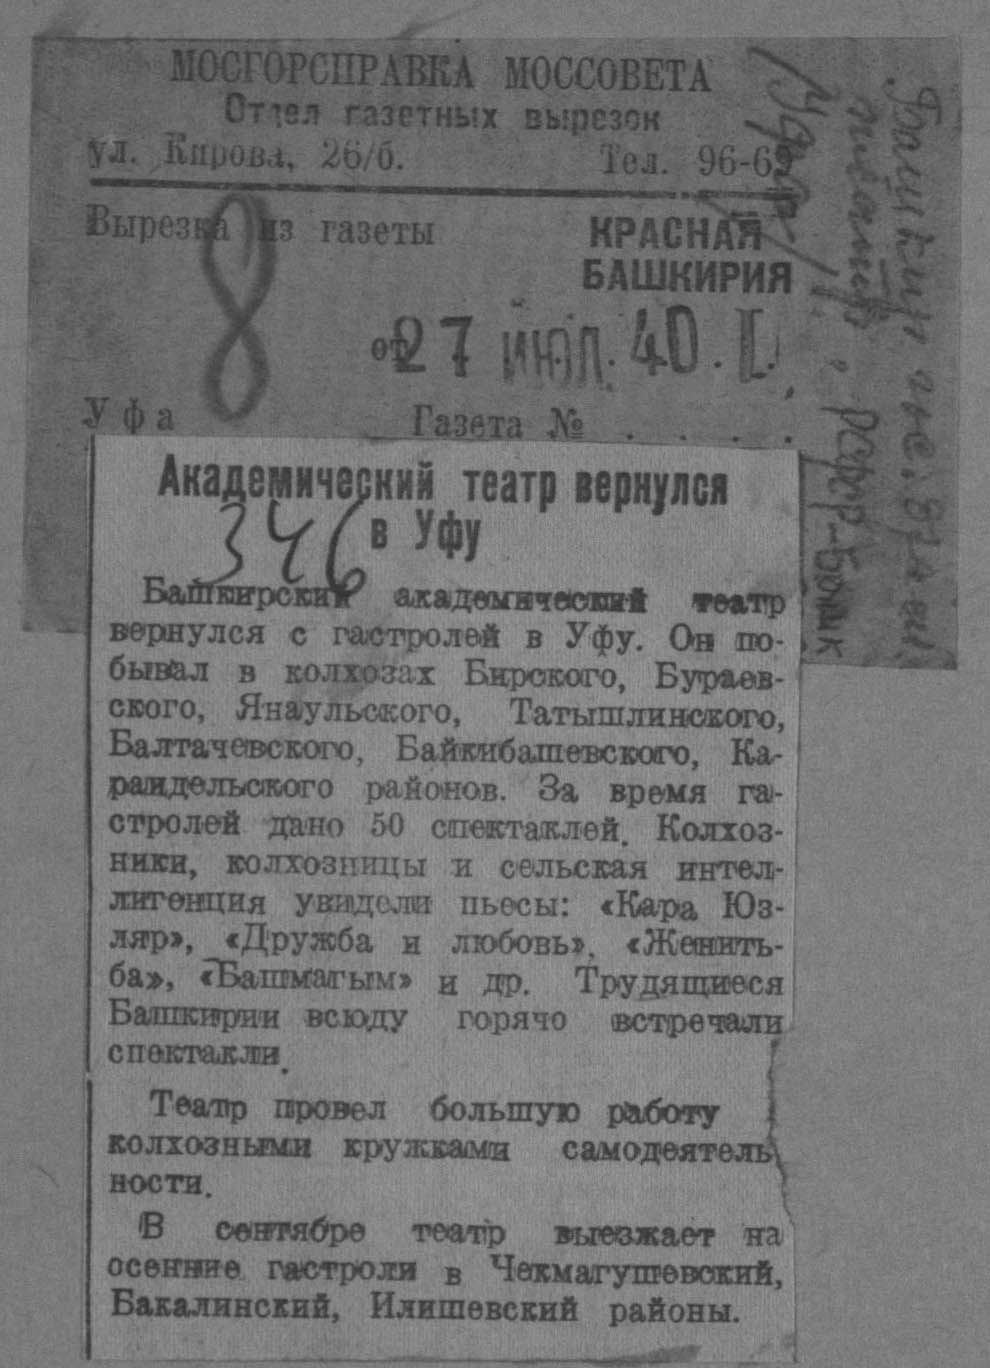 МОСГОРСПРАВКА МОССОВЕТА
Отдел газетных вырезок
ул. Кирова, 26/б. Тел. 96-69
Вырезка из газеты КРАСНАЯ
БАШКИРИЯ
от 27 ИЮЛ. 40. Г.
8
Уфа Газета № . . . .
Академический театр вернулся
в Уфу
346
Башкирский академический театр
вернулся с гастролей в Уфу. Он по-
бывал в колхозах Бирского, Бураев-
ского, Янаульского, Татышлинского,
Балтачевского, Байкибашевского, Ка-
раидельского районов. За время га-
стролей дано 50 спектаклей. Колхоз-
ники, колхозницы и сельская интел-
лигенция увидели пьесы: «Кара Юз-
ляр», «Дружба и любовь», «Женить-
ба», «Башмагым» и др. Трудящиеся
Башкирии всюду горячо встречали
спектакли.
Театр провел большую работу
колхозными кружками самодеятель
ности.
В сентябре театр выезжает на
осенние гастроли в Чекмагушевский,
Бакалинский, Илишевский районы.